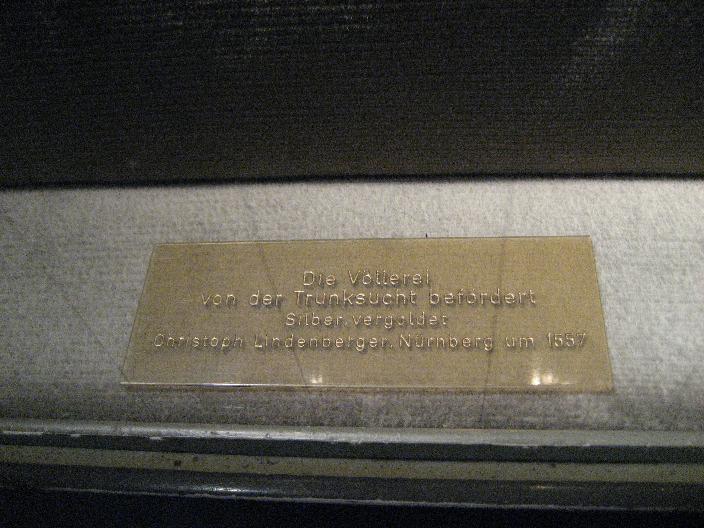 Die Völlerei
von der Trunksucht befördert
Silber, vergoldet
Christoph Lindenberger, Nürnberg um 1557